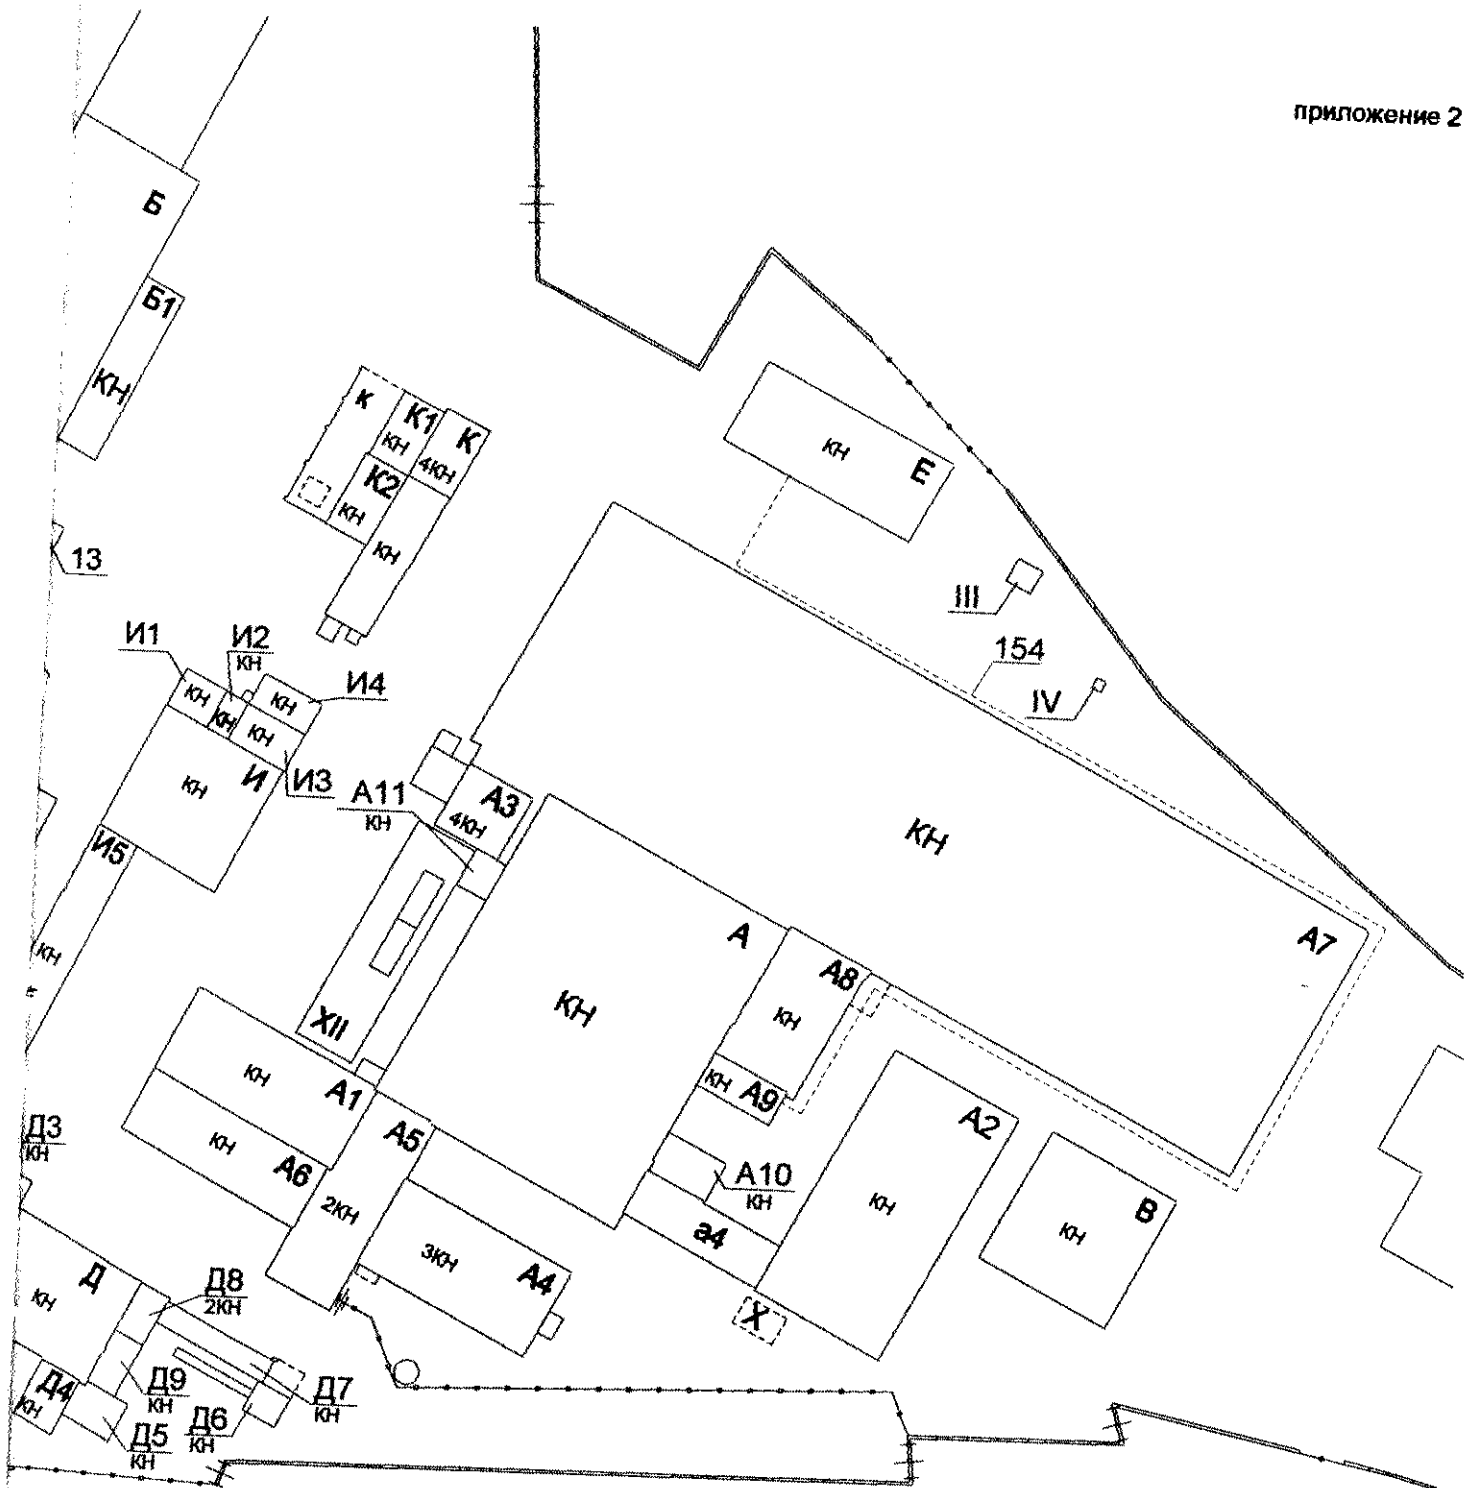 приложение 2
Б
Б1
КН
к
К1
КН
К
4КН
К2
КН
КН
КН
Е
13
III
154
IV
И1
И2
КН
И4
КН
КН
КН
КН
И
И3
И5
КН
А11
КН
А3
4КН
КН
А7
А
КН
А8
КН
КН
А9
XII
КН
А1
КН
А6
А5
2КН
3КН
А4
А10
КН
а4
А2
КН
В
КН
X
Д3
КН
Д
КН
Д8
2КН
Д4
КН
Д9
КН
Д5
КН
Д6
КН
Д7
КН